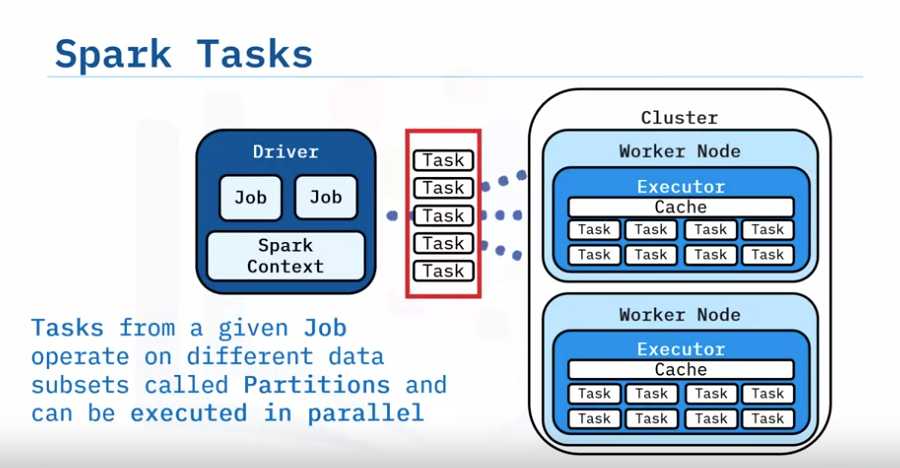 Spark Tasks
Driver
Job Job
Spark
Context
Task
Task
Task
Task
Task
Cluster
Worker Node
Executor
Cache
Task Task Task Task
Task Task Task Task
Worker Node
Executor
Cache
Task Task Task Task
Task Task Task Task
Tasks from a given Job
operate on different data
subsets called Partitions and
can be executed in parallel